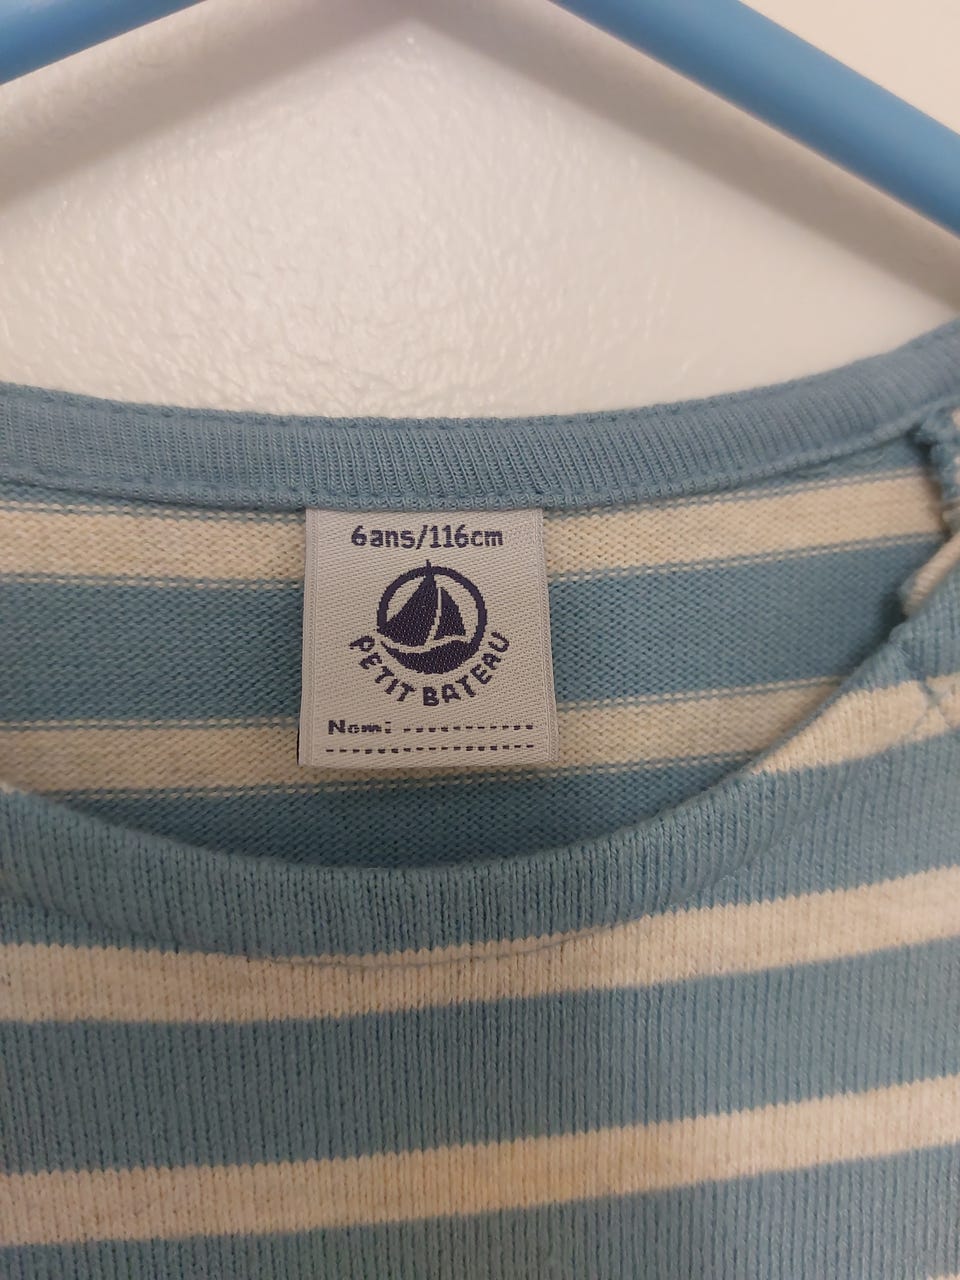 6ans/116cm
PETIT BATEAU
Nom: